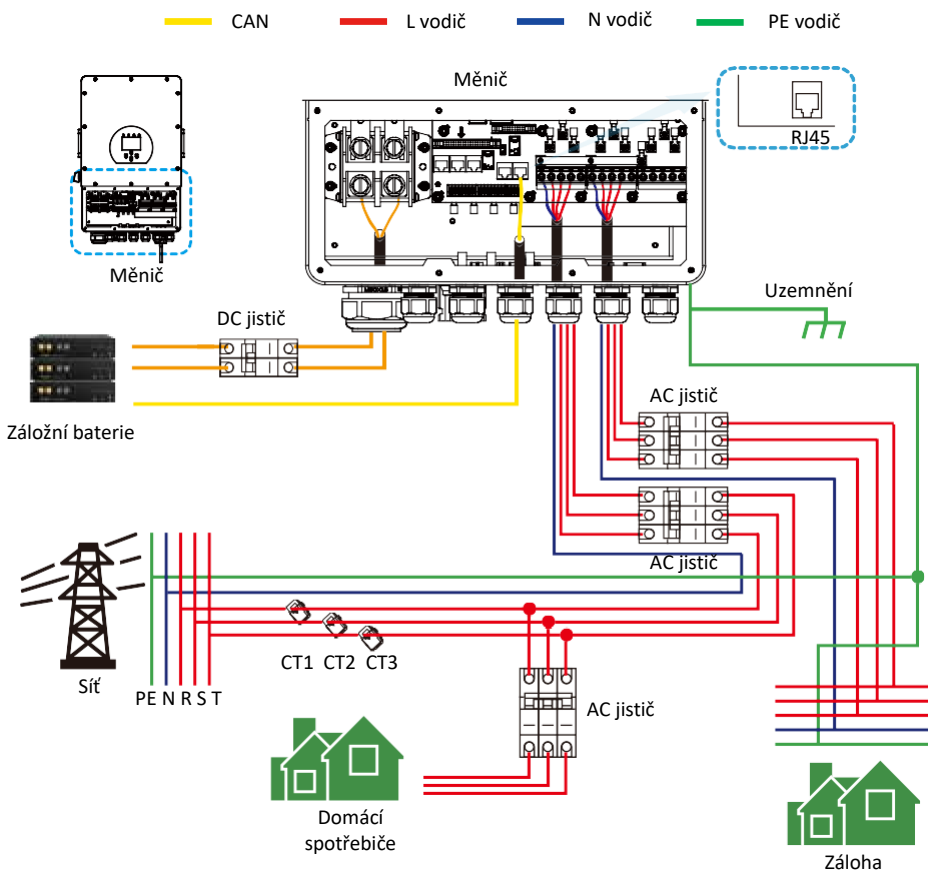 CAN
L vodič
N vodič
PE vodič
Měnič
RJ45
Měnič
Uzemnění
DC jistič
AC jistič
Záložní baterie
AC jistič
CT1 CT2 CT3
Síť
PE N R S T
AC jistič
Domácí
spotřebiče
Záloha